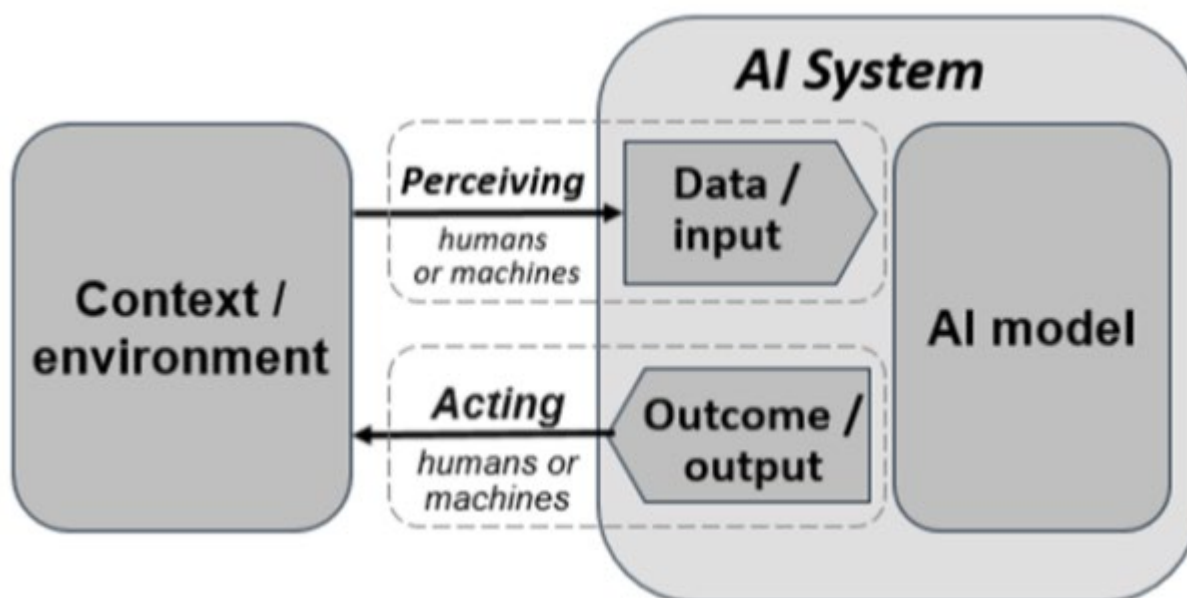 AI System
Perceiving
humans
or machines
Data /
input
Context /
environment
AI model
Acting
humans or
machines
Outcome /
output